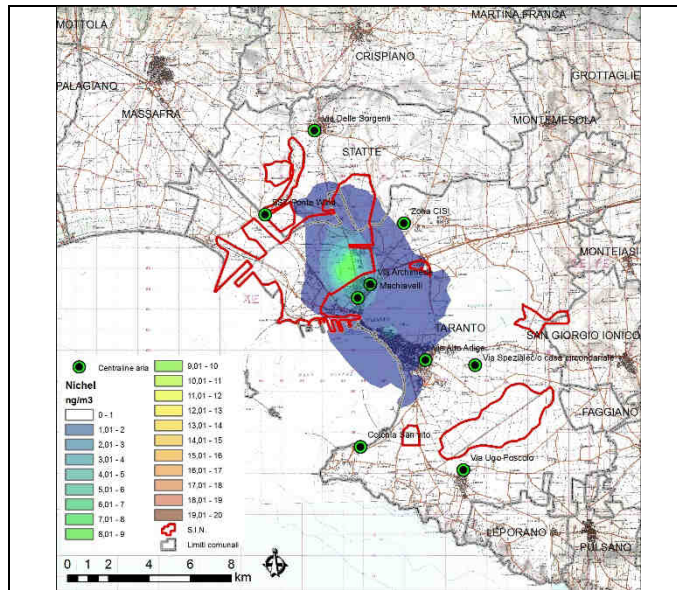 MOTTOLA
MARTINA FRANCA
CRISPIANO
GROTTAGLIE
PALAGIANO
MASSAFRA
MONTEMESOLA
Via Delle Sorgenti
STATTE
Zona CISI
MONTEIASI
Via Archimede
Machiavelli
TARANTO
SAN GIORGIO IONICO
Via Alto Adige
FAGGIANO
Colonia San Vito
Via Ugo Foscolo
LEPORANO
PULSANO
Centraline aria
Nichel
ng/m3
0 - 1
1,01 - 2
2,01 - 3
3,01 - 4
4,01 - 5
5,01 - 6
6,01 - 7
7,01 - 8
8,01 - 9
9,01 - 10
10,01 - 11
11,01 - 12
12,01 - 13
13,01 - 14
14,01 - 15
15,01 - 16
16,01 - 17
17,01 - 18
18,01 - 19
19,01 - 20
S.I.N.
Limiti comunali
0 2 4 6 8
km